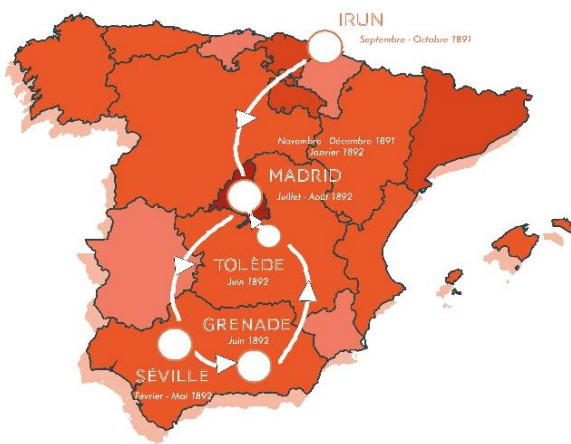 IRUN
Septembre - Octobre 1891
Novembre - Décembre 1891
Janvier 1892
MADRID
Juillet - Août 1892
TOLÈDE
Juin 1892
GRENADE
Juin 1892
SÉVILLE
Février - Mai 1892